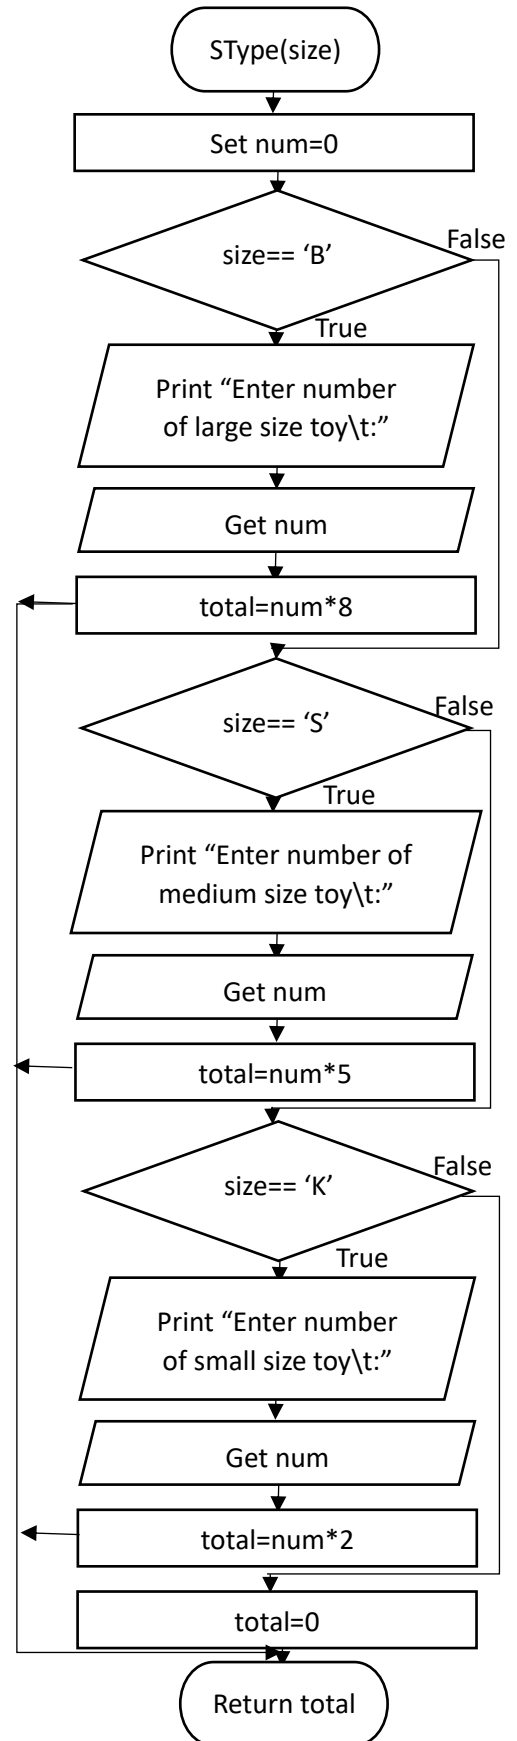 SType(size)
Set num=0
size== ‘B’
False
True
Print “Enter number
of large size toy\t:”
Get num
total=num*8
size== ‘S’
False
True
Print “Enter number of
medium size toy\t:”
Get num
total=num*5
size== ‘K’
False
True
Print “Enter number
of small size toy\t:”
Get num
total=num*2
total=0
Return total